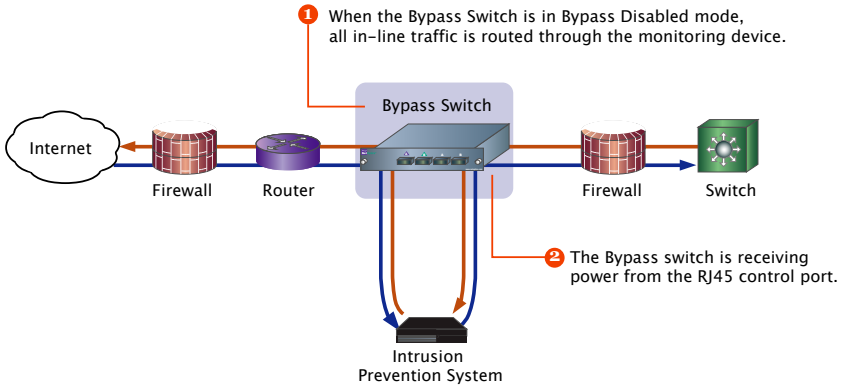 1 When the Bypass Switch is in Bypass Disabled mode,
all in-line traffic is routed through the monitoring device.
Bypass Switch
Internet
Firewall
Router
Firewall
Switch
2 The Bypass switch is receiving
power from the RJ45 control port.
Intrusion
Prevention System